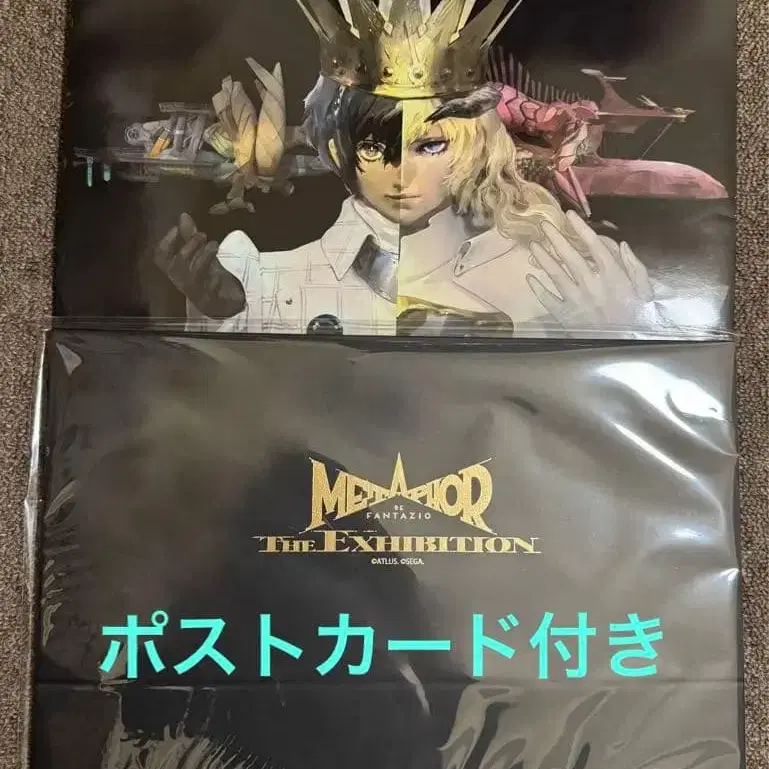 METAPHOR
RE
FANTAZIO
THE EXHIBITION
©ATLUS. ©SEGA.
ポストカード付き